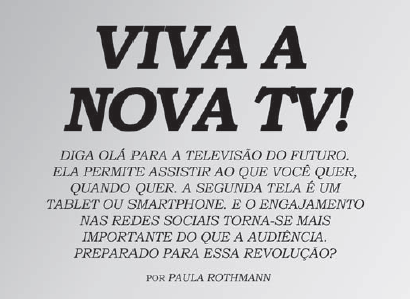 VIVA A
NOVA TV!
DIGA OLÁ PARA A TELEVISÃO DO FUTURO.
ELA PERMITE ASSISTIR AO QUE VOCÊ QUER,
QUANDO QUER. A SEGUNDA TELA É UM
TABLET OU SMARTPHONE. E O ENGAJAMENTO
NAS REDES SOCIAIS TORNA-SE MAIS
IMPORTANTE DO QUE A AUDIÊNCIA.
PREPARADO PARA ESSA REVOLUÇÃO?
POR PAULA ROTHMANN